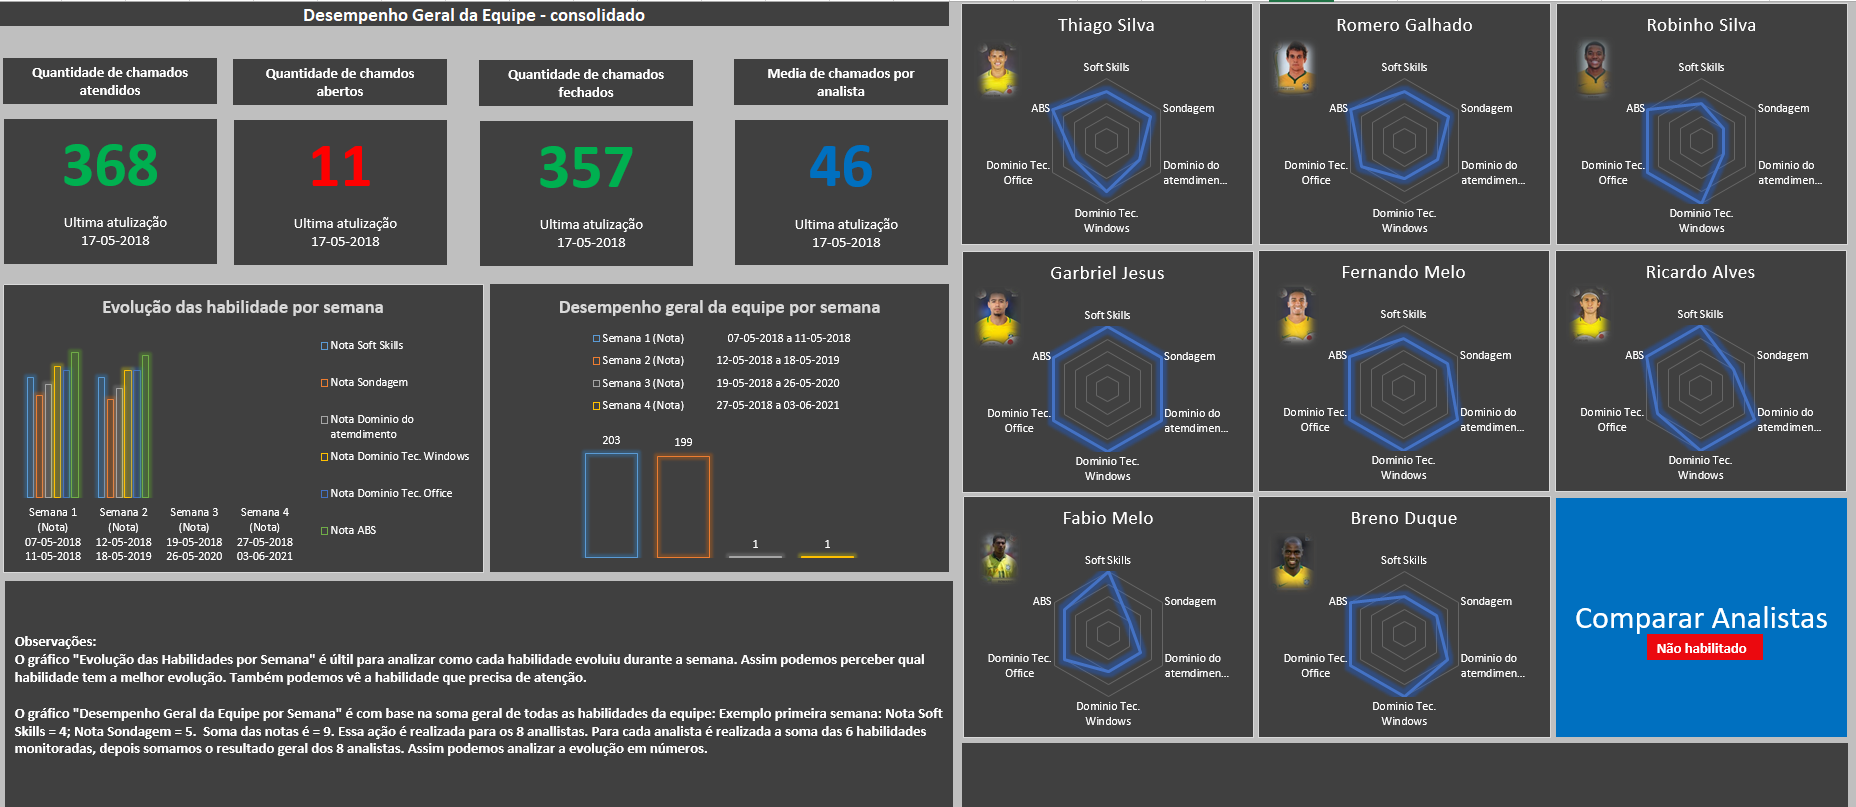 Desempenho Geral da Equipe - consolidado
Quantidade de chamados
atendidos
Quantidade de chamdos
abertos
Quantidade de chamados
fechados
Media de chamados por
analista
368
Ultima atulização
17-05-2018
11
Ultima atulização
17-05-2018
357
Ultima atulização
17-05-2018
46
Ultima atulização
17-05-2018
Evolução das habilidade por semana
Nota Soft Skills
Nota Sondagem
Nota Dominio do
atemdimento
Nota Dominio Tec. Windows
Nota Dominio Tec. Office
Nota ABS
Semana 1
(Nota)
07-05-2018
11-05-2018
Semana 2
(Nota)
12-05-2018
18-05-2019
Semana 3
(Nota)
19-05-2018
26-05-2020
Semana 4
(Nota)
27-05-2018
03-06-2021
Desempenho geral da equipe por semana
Semana 1 (Nota) 07-05-2018 a 11-05-2018
Semana 2 (Nota) 12-05-2018 a 18-05-2019
Semana 3 (Nota) 19-05-2018 a 26-05-2020
Semana 4 (Nota) 27-05-2018 a 03-06-2021
203
199
1
1
Observações:
O gráfico "Evolução das Habilidades por Semana" é últil para analizar como cada habilidade evoluiu durante a semana. Assim podemos perceber qual
habilidade tem a melhor evolução. Também podemos vê a habilidade que precisa de atenção.
O gráfico "Desempenho Geral da Equipe por Semana" é com base na soma geral de todas as habilidades da equipe: Exemplo primeira semana: Nota Soft
Skills = 4; Nota Sondagem = 5. Soma das notas é = 9. Essa ação é realizada para os 8 anallistas. Para cada analista é realizada a soma das 6 habilidades
monitoradas, depois somamos o resultado geral dos 8 analistas. Assim podemos analizar a evolução em números.
Thiago Silva
Soft Skills
Sondagem
Dominio do
atemdimen...
Dominio Tec.
Windows
Dominio Tec.
Office
ABS
Romero Galhado
Soft Skills
Sondagem
Dominio do
atemdimen...
Dominio Tec.
Windows
Dominio Tec.
Office
ABS
Robinho Silva
Soft Skills
Sondagem
Dominio do
atemdimen...
Dominio Tec.
Windows
Dominio Tec.
Office
ABS
Garbriel Jesus
Soft Skills
Sondagem
Dominio do
atemdimen...
Dominio Tec.
Windows
Dominio Tec.
Office
ABS
Fernando Melo
Soft Skills
Sondagem
Dominio do
atemdimen...
Dominio Tec.
Windows
Dominio Tec.
Office
ABS
Ricardo Alves
Soft Skills
Sondagem
Dominio do
atemdimen...
Dominio Tec.
Windows
Dominio Tec.
Office
ABS
Fabio Melo
Soft Skills
Sondagem
Dominio do
atemdimen...
Dominio Tec.
Windows
Dominio Tec.
Office
ABS
Breno Duque
Soft Skills
Sondagem
Dominio do
atemdimen...
Dominio Tec.
Windows
Dominio Tec.
Office
ABS
Comparar Analistas
Não habilitado